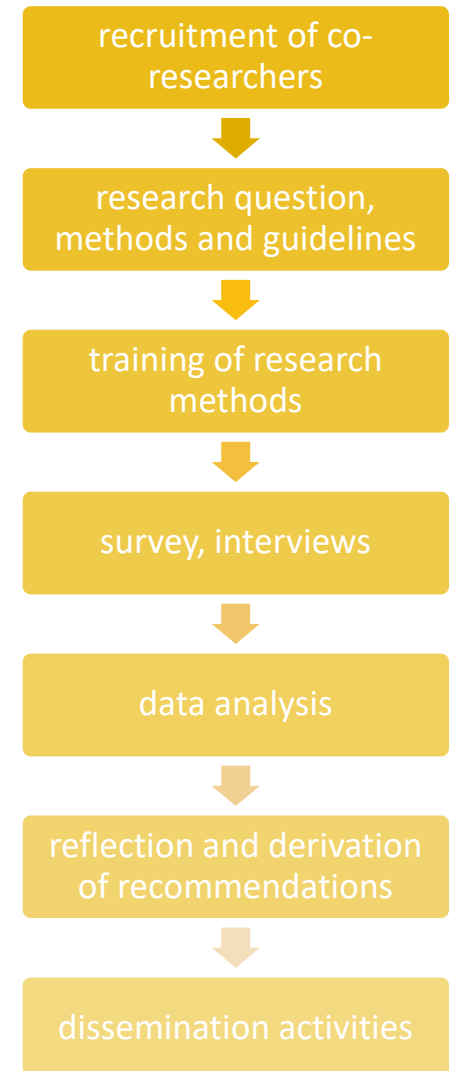 recruitment of co-
researchers
research question,
methods and guidelines
training of research
methods
survey, interviews
data analysis
reflection and derivation
of recommendations
dissemination activities